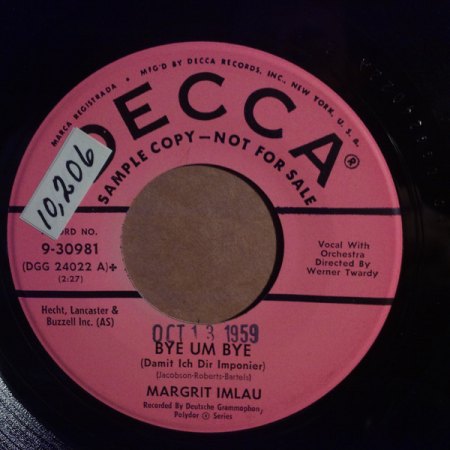 MARCA REGISTRADA • MFG'D BY DECCA RECORDS, INC., NEW YORK, U. S. A.
DECCA®
SAMPLE COPY—NOT FOR SALE
10,206
ORD NO.
9-30981
(DGG 24022 A)+
(2:27)
Vocal With
Orchestra
Directed By
Werner Twardy
Hecht, Lancaster &
Buzzell Inc. (AS)
OCT 13 1959
BYE UM BYE
(Damit Ich Dir Imponier)
(Jacobson-Roberts-Bartels)
MARGRIT IMLAU
Recorded By Deutsche Grammophon,
Polydor ® Series